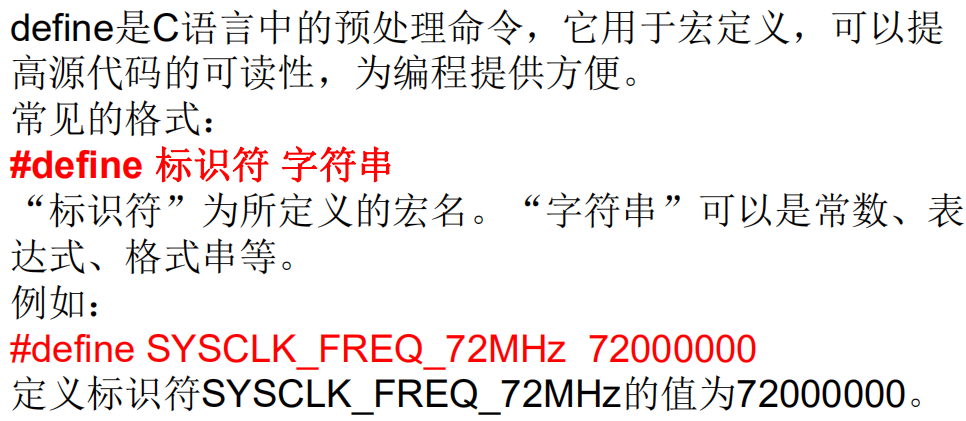 define是C语言中的预处理命令，它用于宏定义，可以提
高源代码的可读性，为编程提供方便。
常见的格式：
#define 标识符 字符串
“标识符”为所定义的宏名。“字符串”可以是常数、表
达式、格式串等。
例如：
#define SYSCLK_FREQ_72MHz  72000000
定义标识符SYSCLK_FREQ_72MHz的值为72000000。